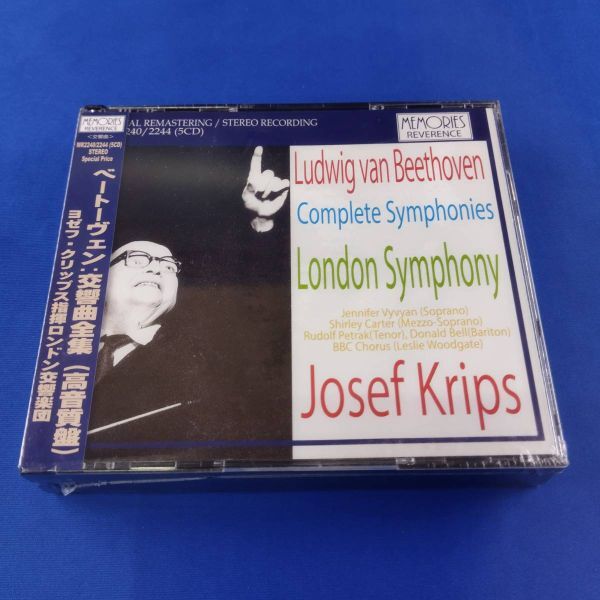 MEMORIES
REVERENCE
<交響曲>
MR2240/2244 (5CD)
STEREO
Special Price
ベートーヴェン:交響曲全集(高音質盤)
ヨゼフ・クリップス指揮ロンドン交響楽団
AL REMASTERING / STEREO RECORDING
240/2244 (5CD)
MEMORIES
REVERENCE
Ludwig van Beethoven
Complete Symphonies
London Symphony
Jennifer Vyvyan (Soprano)
Shirley Carter (Mezzo-Soprano)
Rudolf Petrak(Tenor), Donald Bell(Bariton)
BBC Chorus (Leslie Woodgate)
Josef Krips